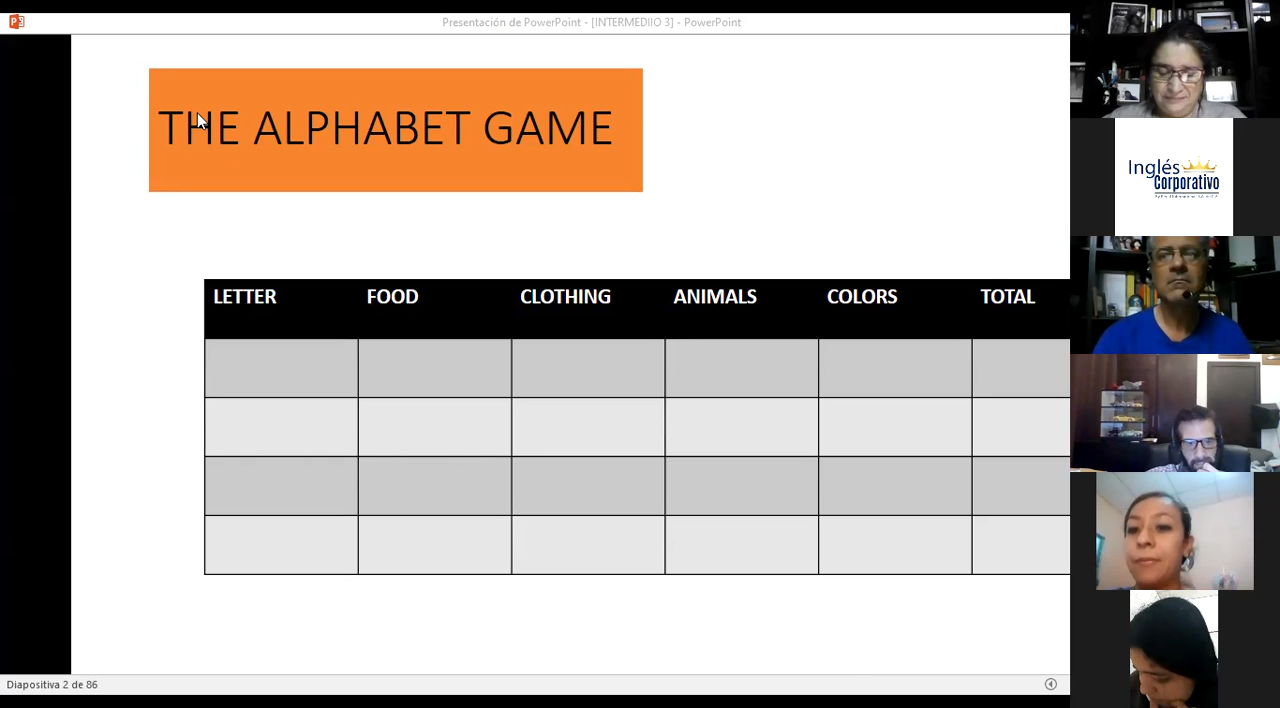 Presentación de PowerPoint - [INTERMEDIIO 3] - PowerPoint
THE ALPHABET GAME
LETTER FOOD CLOTHING ANIMALS COLORS TOTAL
Inglés
Corporativo
Diapositiva 2 de 86